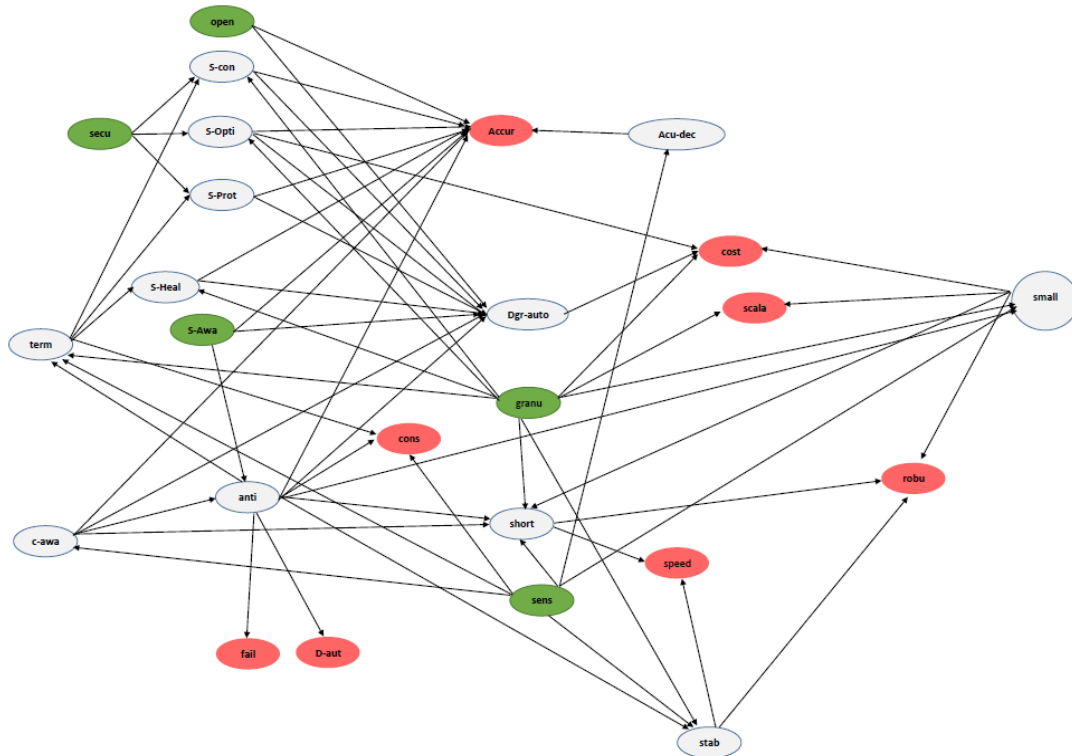 open
S-con
secu
S-Opti
Accur
Acu-dec
S-Prot
cost
S-Heal
small
scala
Dgr-auto
S-Awa
term
granu
cons
robu
anti
short
c-awa
speed
sens
fail
D-aut
stab